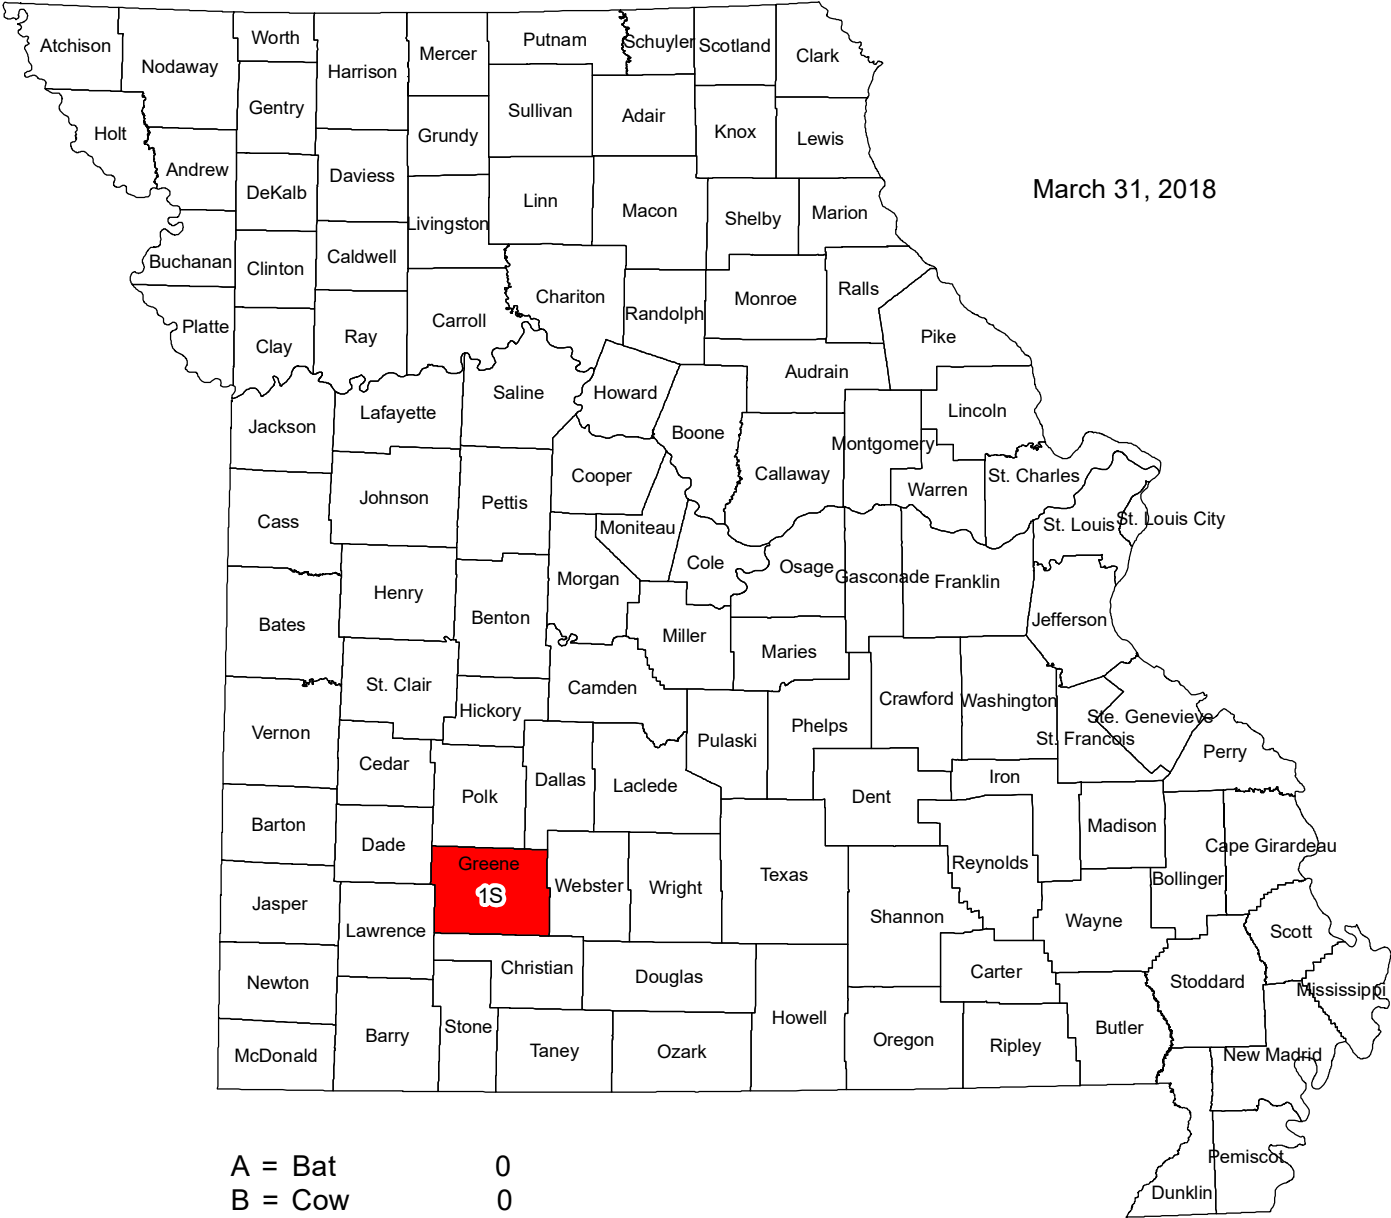 Atchison
Nodaway
Worth
Harrison
Mercer
Putnam
Schuyler
Scotland
Clark
Gentry
Sullivan
Adair
Knox
Lewis
Holt
Grundy
Andrew
DeKalb
Daviess
Livingston
Linn
Macon
Shelby
Marion
March 31, 2018
Buchanan
Clinton
Caldwell
Chariton
Randolph
Monroe
Ralls
Platte
Clay
Ray
Carroll
Pike
Audrain
Saline
Howard
Jackson
Lafayette
Boone
Lincoln
Montgomery
Callaway
Cooper
Warren
St. Charles
Johnson
Pettis
Cass
Moniteau
St. Louis
St. Louis City
Cole
Osage
Gasconade
Franklin
Morgan
Henry
Benton
Bates
Jefferson
Miller
Maries
St. Clair
Camden
Hickory
Crawford
Washington
Ste. Genevieve
Vernon
Phelps
Pulaski
St. Francois
Perry
Cedar
Dallas
Laclede
Iron
Polk
Dent
Barton
Madison
Dade
Cape Girardeau
Greene
Reynolds
Texas
Bollinger
Webster
Wright
1S
Jasper
Shannon
Wayne
Lawrence
Scott
Christian
Douglas
Carter
Newton
Stoddard
Mississippi
Howell
Stone
Barry
Butler
Oregon
Ripley
McDonald
Taney
Ozark
New Madrid
Pemiscot
Dunklin
A = Bat 0
B = Cow 0